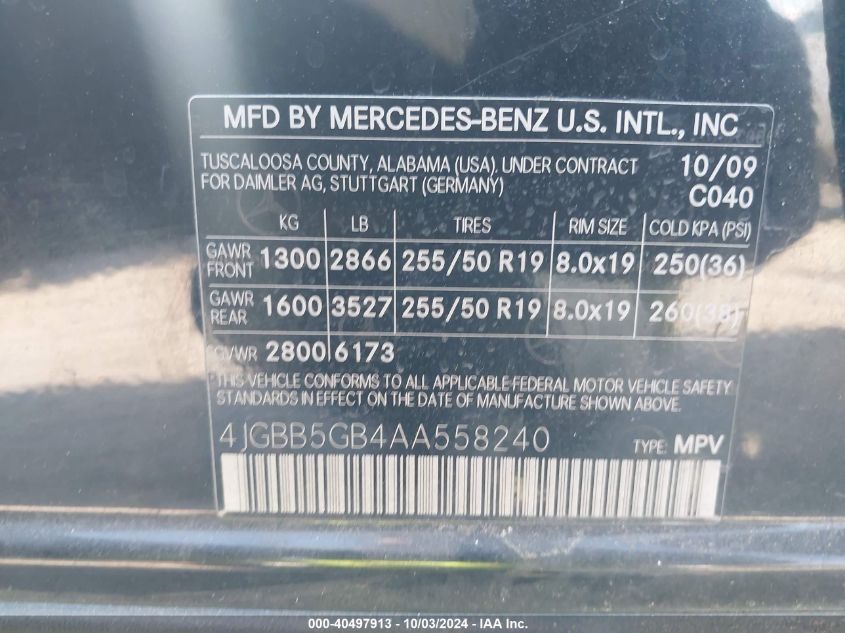 MFD BY MERCEDES-BENZ U.S. INTL., INC
TUSCALOOSA COUNTY, ALABAMA (USA). UNDER CONTRACT 10/09
FOR DAIMLER AG, STUTTGART (GERMANY) C040
KG LB TIRES RIM SIZE COLD KPA (PSI)
GAWR FRONT 1300 2866 255/50 R19 8.0x19 250(36)
GAWR REAR 1600 3527 255/50 R19 8.0x19 260(38)
GVWR 2800 6173
THIS VEHICLE CONFORMS TO ALL APPLICABLE FEDERAL MOTOR VEHICLE SAFETY
STANDARDS IN EFFECT ON THE DATE OF MANUFACTURE SHOWN ABOVE.
4JGBB5GB4AA558240 TYPE: MPV
000-40497913 - 10/03/2024 - IAA Inc.